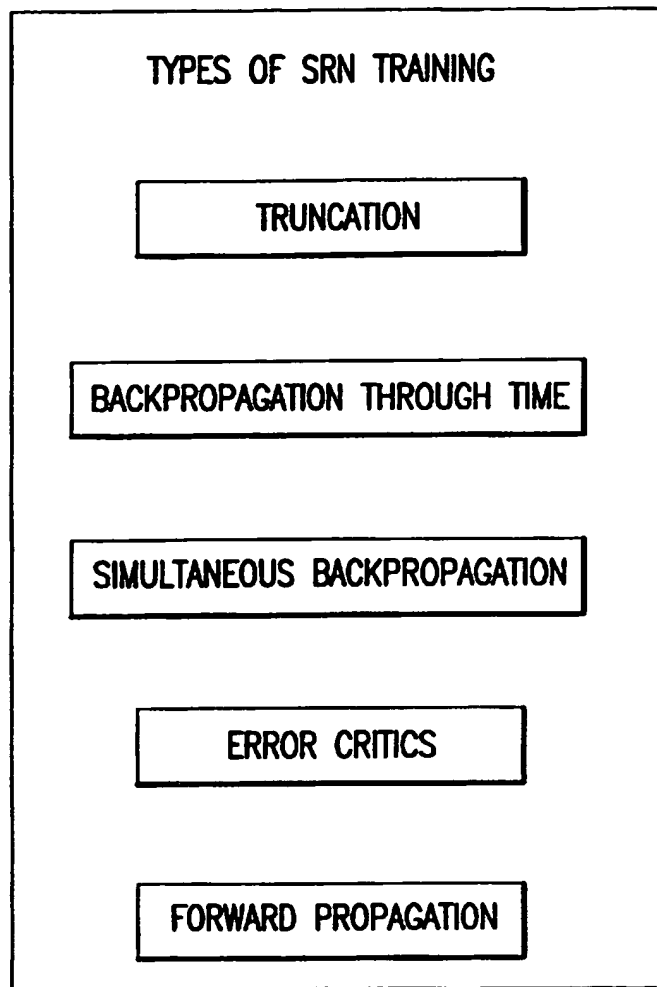 TYPES OF SRN TRAINING
TRUNCATION
BACKPROPAGATION THROUGH TIME
SIMULTANEOUS BACKPROPAGATION
ERROR CRITICS
FORWARD PROPAGATION